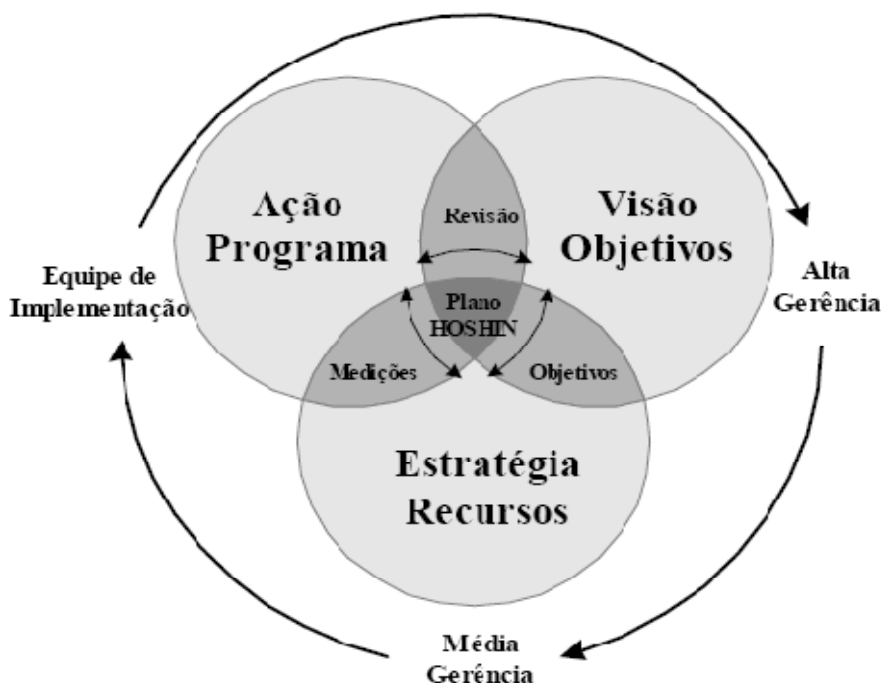 Ação
Programa
Visão
Objetivos
Revisão
Equipe de
Implementação
Alta
Gerência
Plano
HOSHIN
Medições
Objetivos
Estratégia
Recursos
Média
Gerência